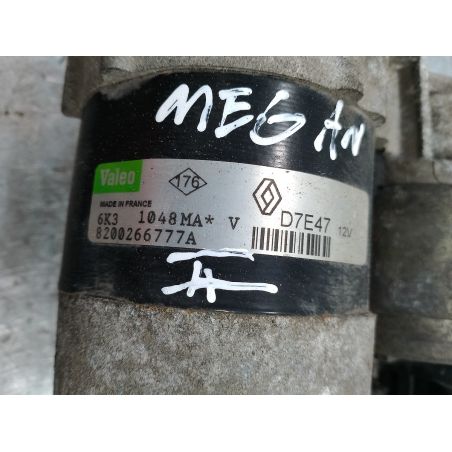 MEGAN
Valeo 176
MADE IN FRANCE
6K3 1048MA* V D7E47 12V
8200266777A